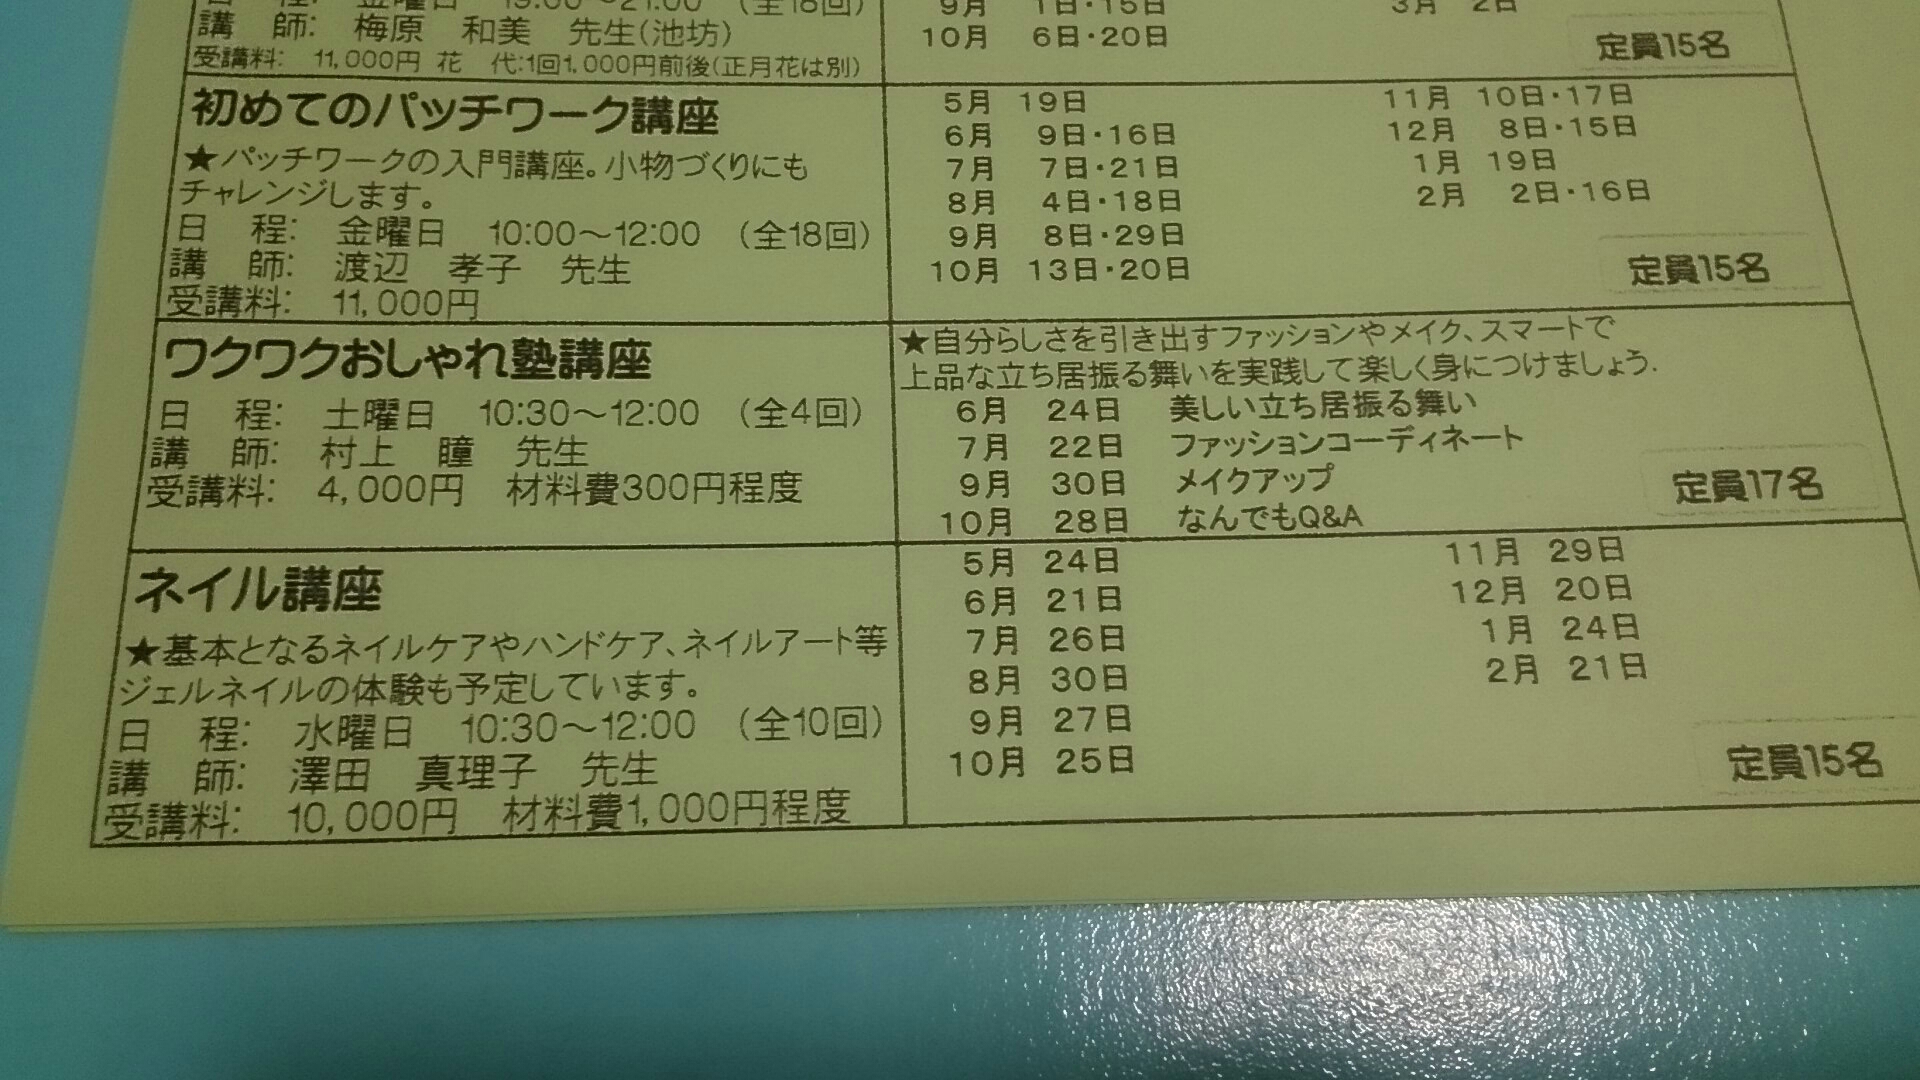 日 程: 金曜日 19:00～21:00 (全18回)
講 師: 梅原 和美 先生(池坊)
受講料: 11,000円 花 代:1回1,000円前後(正月花は別)
9月 1日・15日
10月 6日・20日
3月 2日
定員15名
初めてのパッチワーク講座
★パッチワークの入門講座。小物づくりにも
チャレンジします。
日 程: 金曜日 10:00～12:00 (全18回)
講 師: 渡辺 孝子 先生
受講料: 11,000円
5月 19日
6月 9日・16日
7月 7日・21日
8月 4日・18日
9月 8日・29日
10月 13日・20日
11月 10日・17日
12月 8日・15日
1月 19日
2月 2日・16日
定員15名
ワクワクおしゃれ塾講座
日 程: 土曜日 10:30～12:00 (全4回)
講 師: 村上 瞳 先生
受講料: 4,000円 材料費300円程度
★自分らしさを引き出すファッションやメイク、スマートで
上品な立ち居振る舞いを実践して楽しく身につけましょう.
6月 24日 美しい立ち居振る舞い
7月 22日 ファッションコーディネート
9月 30日 メイクアップ
10月 28日 なんでもQ&A
定員17名
ネイル講座
★基本となるネイルケアやハンドケア、ネイルアート等
ジェルネイルの体験も予定しています。
日 程: 水曜日 10:30～12:00 (全10回)
講 師: 澤田 真理子 先生
受講料: 10,000円 材料費1,000円程度
5月 24日
6月 21日
7月 26日
8月 30日
9月 27日
10月 25日
11月 29日
12月 20日
1月 24日
2月 21日
定員15名